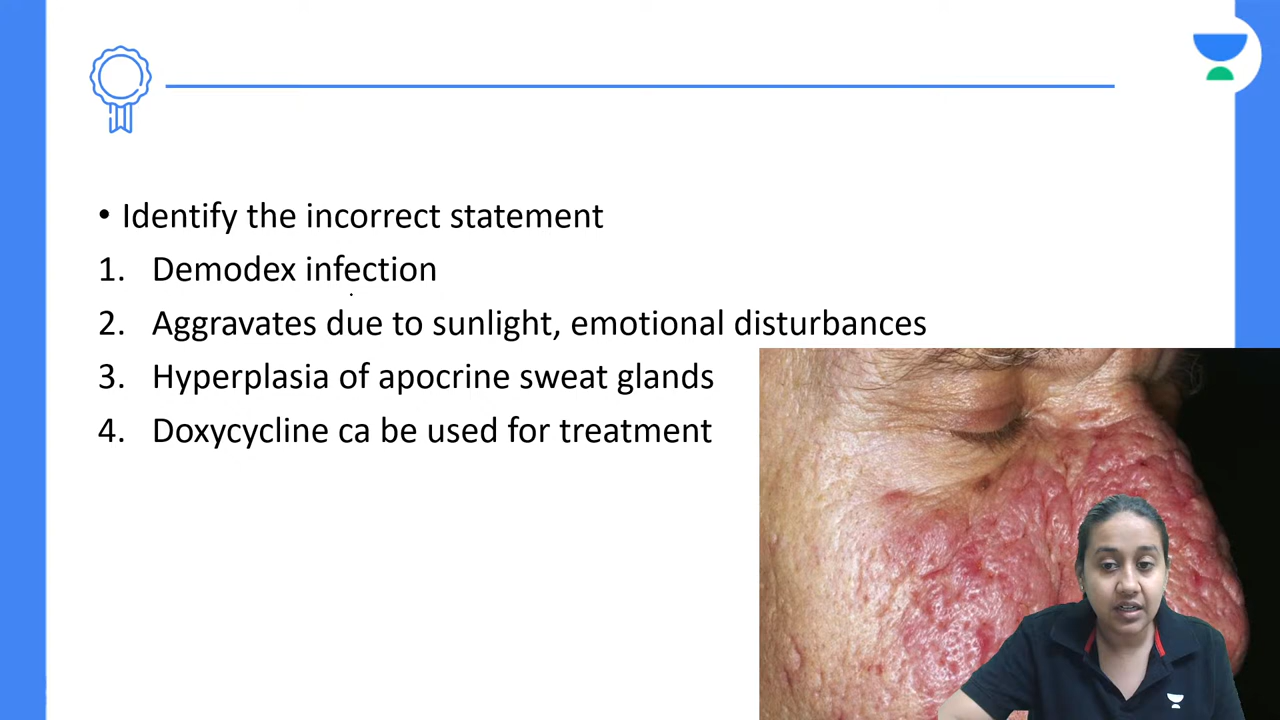 • Identify the incorrect statement
1. Demodex infection
2. Aggravates due to sunlight, emotional disturbances
3. Hyperplasia of apocrine sweat glands
4. Doxycycline ca be used for treatment